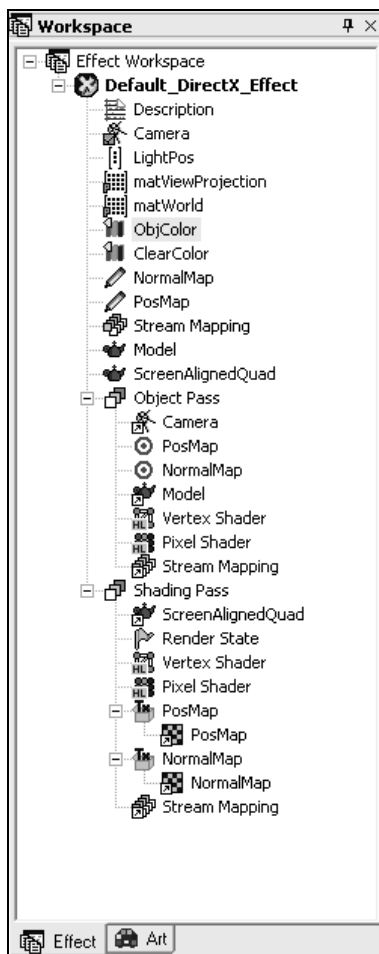 Workspace
Effect Workspace
Default_DirectX_Effect
Description
Camera
LightPos
matViewProjection
matWorld
ObjColor
ClearColor
NormalMap
PosMap
Stream Mapping
Model
ScreenAlignedQuad
Object Pass
Camera
PosMap
NormalMap
Model
Vertex Shader
Pixel Shader
Stream Mapping
Shading Pass
ScreenAlignedQuad
Render State
Vertex Shader
Pixel Shader
PosMap
PosMap
NormalMap
NormalMap
Stream Mapping
Effect Art